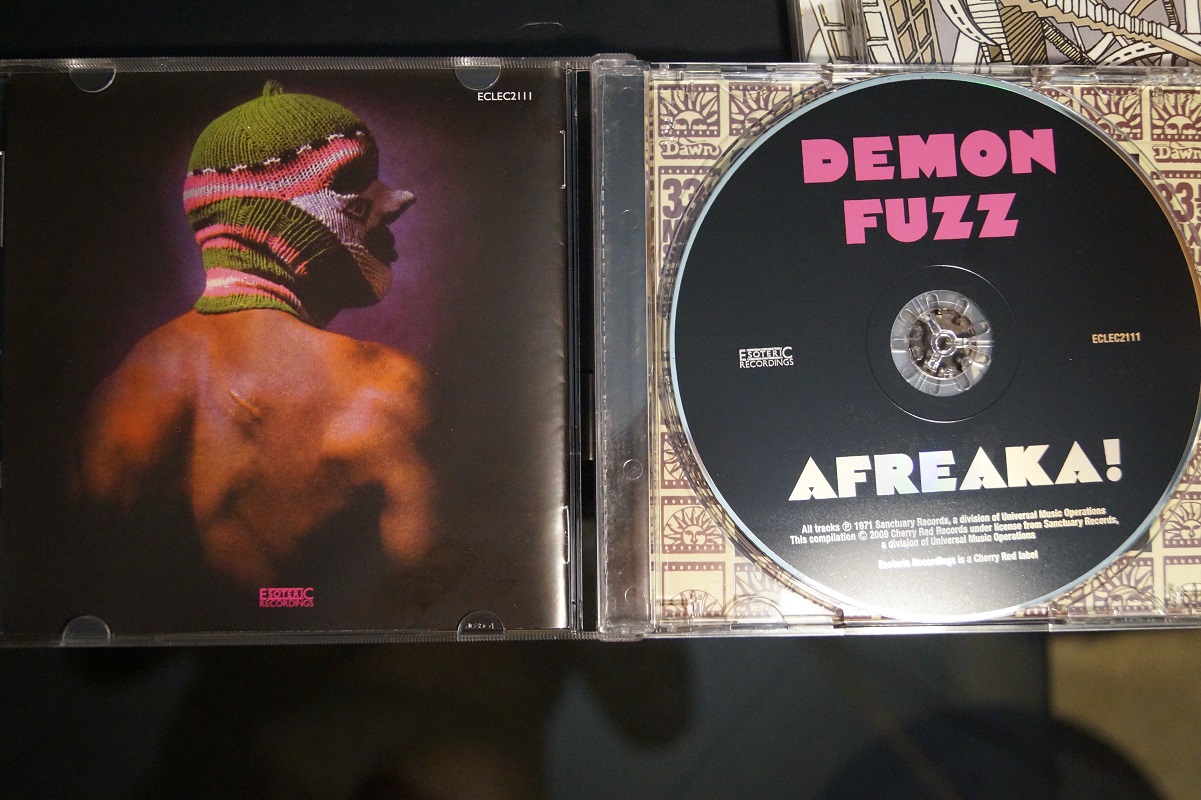 ECLEC2111
ESOTERIC
RECORDINGS
DEMON
FUZZ
ESOTERIC
RECORDINGS
ECLEC2111
AFREAKA!
All tracks ℗ 1971 Sanctuary Records, a division of Universal Music Operations
This compilation © 2009 Cherry Red Records under license from Sanctuary Records,
a division of Universal Music Operations
Esoteric Recordings is a Cherry Red label
Dawn
Dawn
33